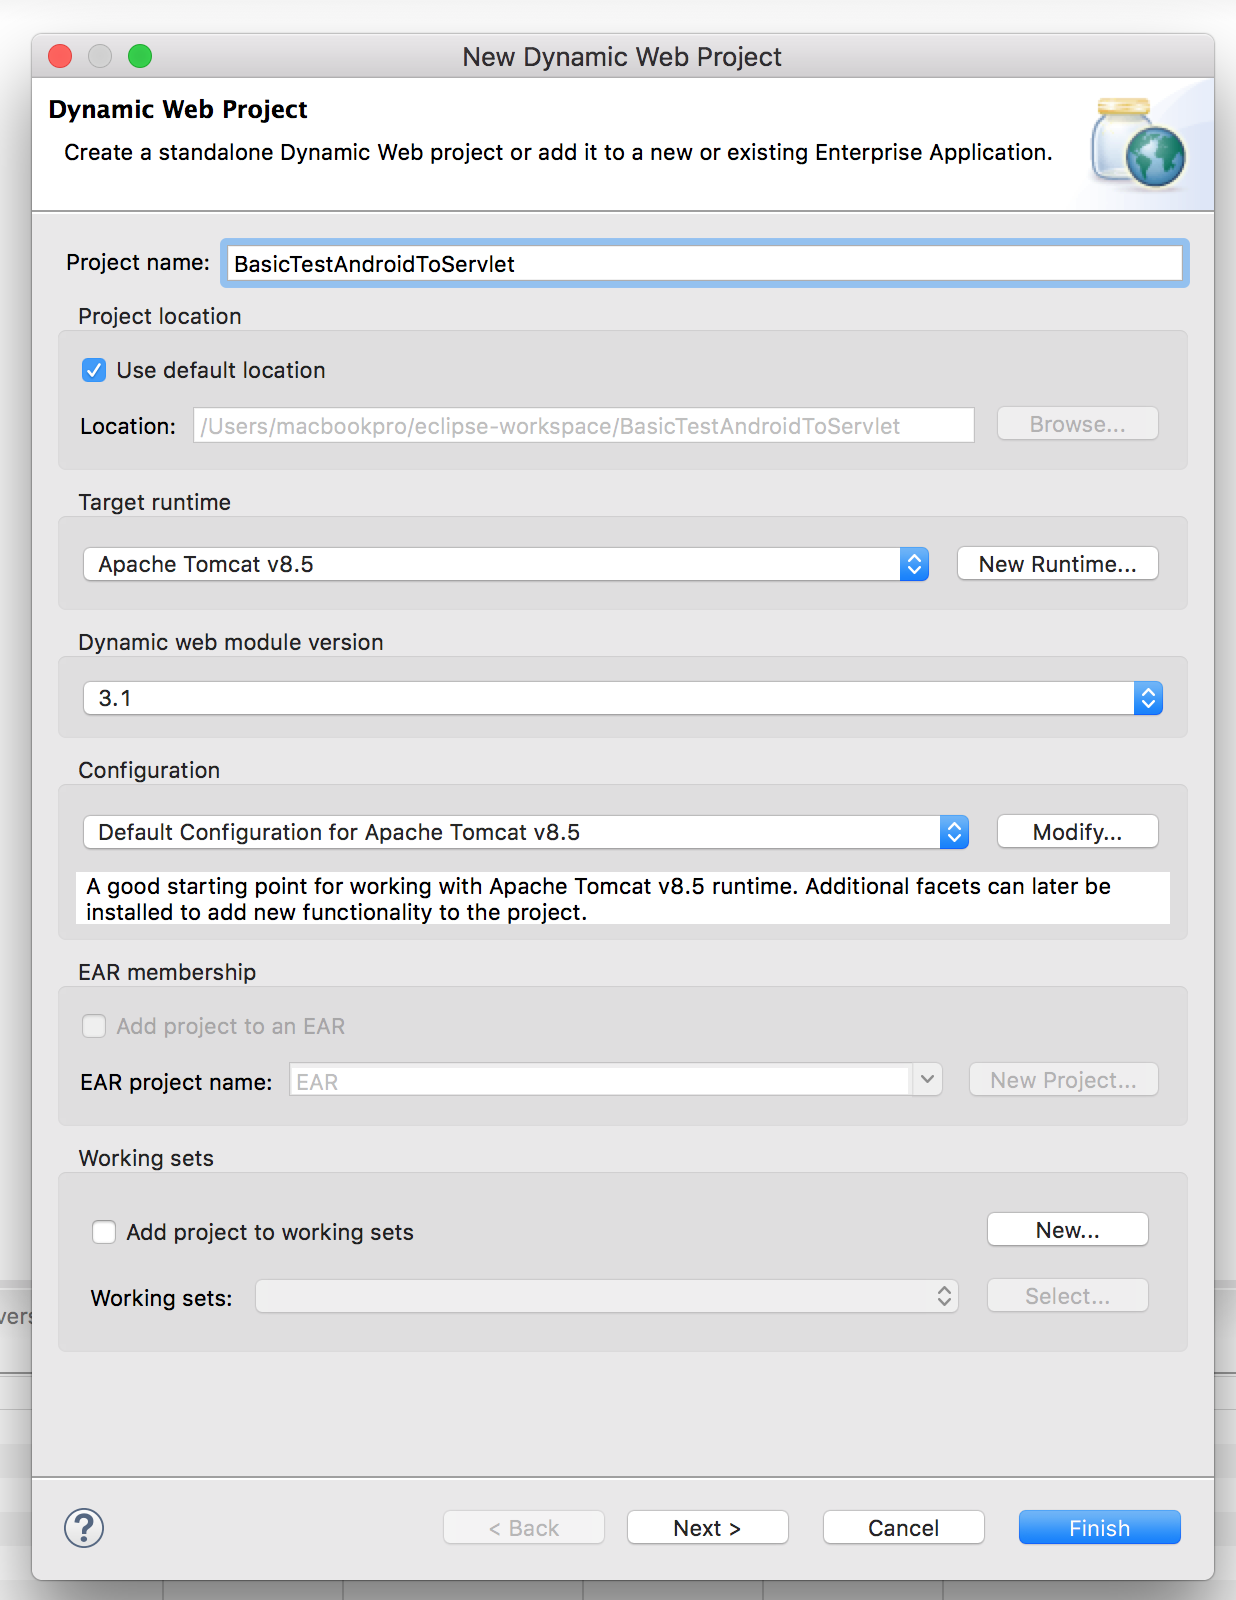 New Dynamic Web Project
Dynamic Web Project
Create a standalone Dynamic Web project or add it to a new or existing Enterprise Application.
Project name: BasicTestAndroidToServlet
Project location
Use default location
Location: /Users/macbookpro/eclipse-workspace/BasicTestAndroidToServlet Browse...
Target runtime
Apache Tomcat v8.5 New Runtime...
Dynamic web module version
3.1
Configuration
Default Configuration for Apache Tomcat v8.5 Modify...
A good starting point for working with Apache Tomcat v8.5 runtime. Additional facets can later be
installed to add new functionality to the project.
EAR membership
Add project to an EAR
EAR project name: EAR New Project...
Working sets
Add project to working sets New...
Working sets: Select...
? < Back Next > Cancel Finish